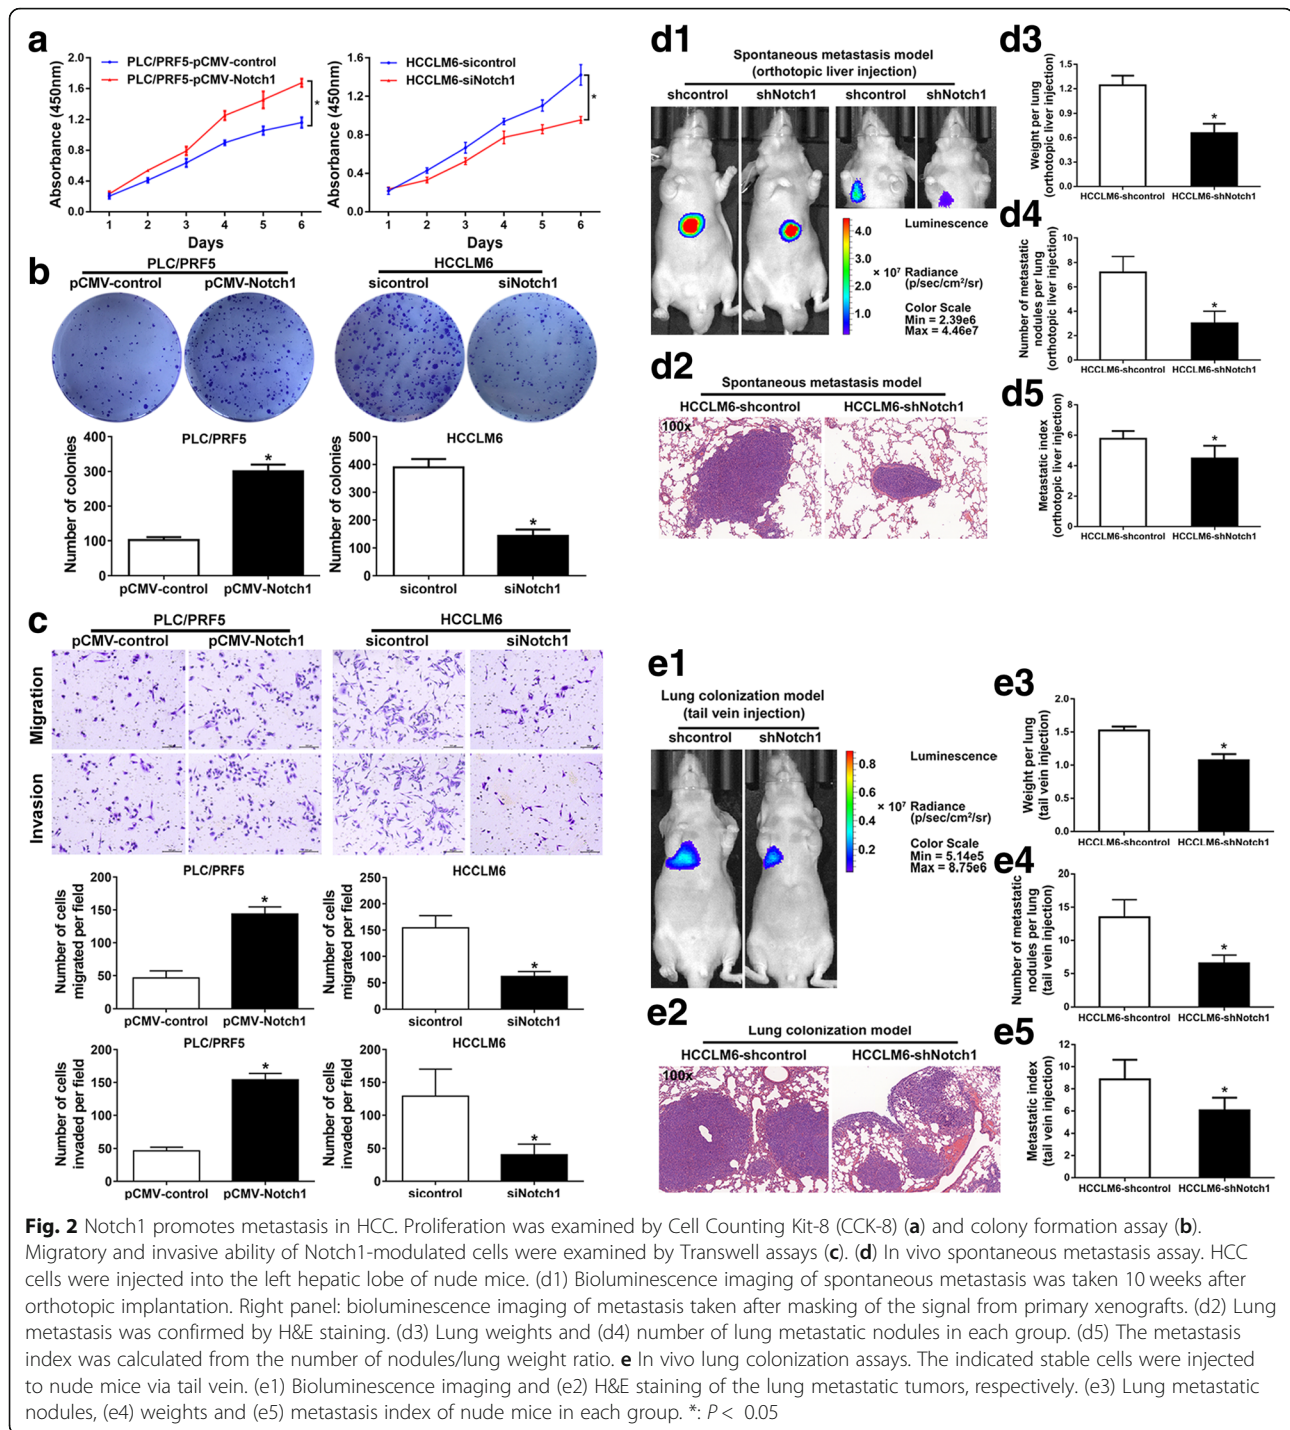 a
PLC/PRF5-pCMV-control
PLC/PRF5-pCMV-Notch1
Absorbance (450nm)
2.0
1.6
1.2
0.8
0.4
0.0
*
1 2 3 4 5 6
Days
HCCLM6-sicontrol
HCCLM6-siNotch1
Absorbance (450nm)
1.6
1.2
0.8
0.4
0.0
*
1 2 3 4 5 6
Days
b
PLC/PRF5
pCMV-control pCMV-Notch1
HCCLM6
sicontrol siNotch1
PLC/PRF5
Number of colonies
400
300
200
100
0
*
pCMV-control pCMV-Notch1
HCCLM6
Number of colonies
500
400
300
200
100
0
*
sicontrol siNotch1
c
PLC/PRF5
pCMV-control pCMV-Notch1
HCCLM6
sicontrol siNotch1
Migration
Invasion
PLC/PRF5
Number of cells
migrated per field
200
150
100
50
0
*
pCMV-control pCMV-Notch1
HCCLM6
Number of cells
migrated per field
250
200
150
100
50
0
*
sicontrol siNotch1
PLC/PRF5
Number of cells
invaded per field
200
150
100
50
0
*
pCMV-control pCMV-Notch1
HCCLM6
Number of cells
invaded per field
200
150
100
50
0
*
sicontrol siNotch1
d1
Spontaneous metastasis model
(orthotopic liver injection)
shcontrol shNotch1 shcontrol shNotch1
Luminescence
4.0
3.0
2.0
1.0
× 10⁷ Radiance
(p/sec/cm²/sr)
Color Scale
Min = 2.39e6
Max = 4.46e7
d2
Spontaneous metastasis model
HCCLM6-shcontrol HCCLM6-shNotch1
100x
d3
Weight per lung
(orthotopic liver injection)
1.5
1.2
0.9
0.6
0.3
0.0
*
HCCLM6-shcontrol HCCLM6-shNotch1
d4
Number of metastatic
nodules per lung
(orthotopic liver injection)
10
8
6
4
2
0
*
HCCLM6-shcontrol HCCLM6-shNotch1
d5
Metastatic index
(orthotopic liver injection)
8
6
4
2
0
*
HCCLM6-shcontrol HCCLM6-shNotch1
e1
Lung colonization model
(tail vein injection)
shcontrol shNotch1
Luminescence
0.8
0.6
0.4
0.2
× 10⁷ Radiance
(p/sec/cm²/sr)
Color Scale
Min = 5.14e5
Max = 8.75e6
e2
Lung colonization model
HCCLM6-shcontrol HCCLM6-shNotch1
100x
e3
Weight per lung
(tail vein injection)
2.0
1.5
1.0
0.5
0.0
*
HCCLM6-shcontrol HCCLM6-shNotch1
e4
Number of metastatic
nodules per lung
(tail vein injection)
20
15
10
5
0
*
HCCLM6-shcontrol HCCLM6-shNotch1
e5
Metastatic index
(tail vein injection)
12
10
8
6
4
2
0
*
HCCLM6-shcontrol HCCLM6-shNotch1
Fig. 2 Notch1 promotes metastasis in HCC. Proliferation was examined by Cell Counting Kit-8 (CCK-8) (a) and colony formation assay (b).
Migratory and invasive ability of Notch1-modulated cells were examined by Transwell assays (c). (d) In vivo spontaneous metastasis assay. HCC
cells were injected into the left hepatic lobe of nude mice. (d1) Bioluminescence imaging of spontaneous metastasis was taken 10 weeks after
orthotopic implantation. Right panel: bioluminescence imaging of metastasis taken after masking of the signal from primary xenografts. (d2) Lung
metastasis was confirmed by H&E staining. (d3) Lung weights and (d4) number of lung metastatic nodules in each group. (d5) The metastasis
index was calculated from the number of nodules/lung weight ratio. e In vivo lung colonization assays. The indicated stable cells were injected
to nude mice via tail vein. (e1) Bioluminescence imaging and (e2) H&E staining of the lung metastatic tumors, respectively. (e3) Lung metastatic
nodules, (e4) weights and (e5) metastasis index of nude mice in each group. *: P < 0.05